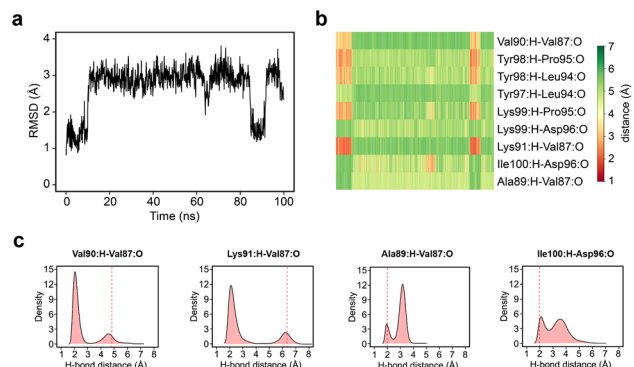 a
RMSD (Å)
4
3
2
1
0
0 20 40 60 80 100
Time (ns)
b
Val90:H-Val87:O
Tyr98:H-Pro95:O
Tyr98:H-Leu94:O
Tyr97:H-Leu94:O
Lys99:H-Pro95:O
Lys99:H-Asp96:O
Lys91:H-Val87:O
Ile100:H-Asp96:O
Ala89:H-Val87:O
7
6
5
4
3
2
1
distance (Å)
c
Val90:H-Val87:O
Density
15
12
9
6
3
0
1 2 3 4 5 6 7 8
H-bond distance (Å)
Lys91:H-Val87:O
Density
15
12
9
6
3
0
1 2 3 4 5 6 7 8
H-bond distance (Å)
Ala89:H-Val87:O
Density
15
12
9
6
3
0
1 2 3 4 5 6 7 8
H-bond distance (Å)
Ile100:H-Asp96:O
Density
15
12
9
6
3
0
1 2 3 4 5 6 7 8
H-bond distance (Å)